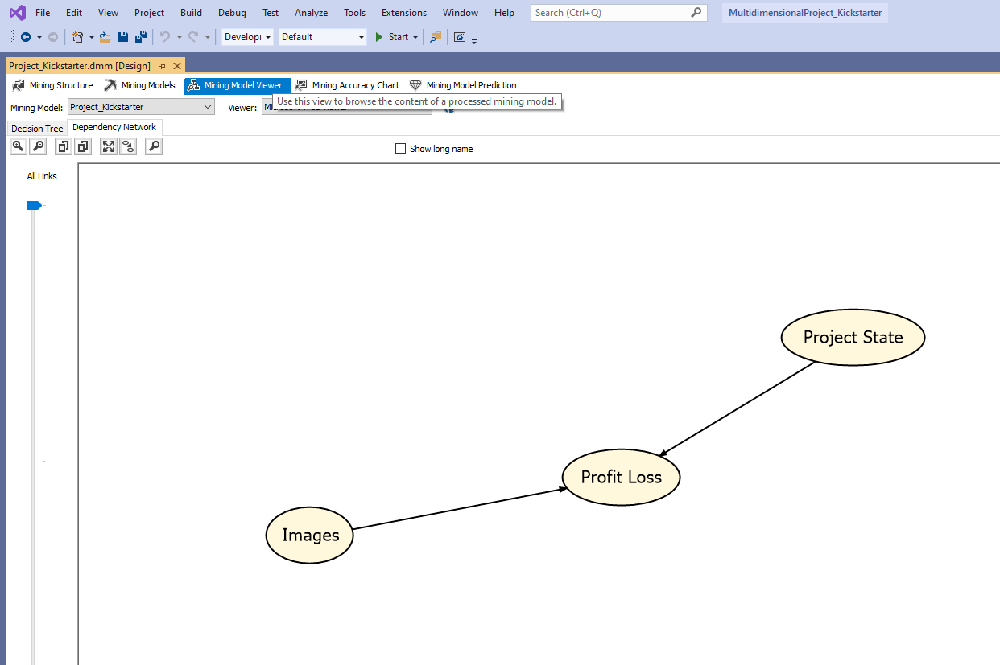 File Edit View Project Build Debug Test Analyze Tools Extensions Window Help Search (Ctrl+Q) MultidimensionalProject_Kickstarter
Develop Default Start
Project_Kickstarter.dmm [Design]
Mining Structure Mining Models Mining Model Viewer Mining Accuracy Chart Mining Model Prediction
Use this view to browse the content of a processed mining model.
Mining Model: Project_Kickstarter Viewer:
Decision Tree Dependency Network
Show long name
All Links
Project State
Profit Loss
Images